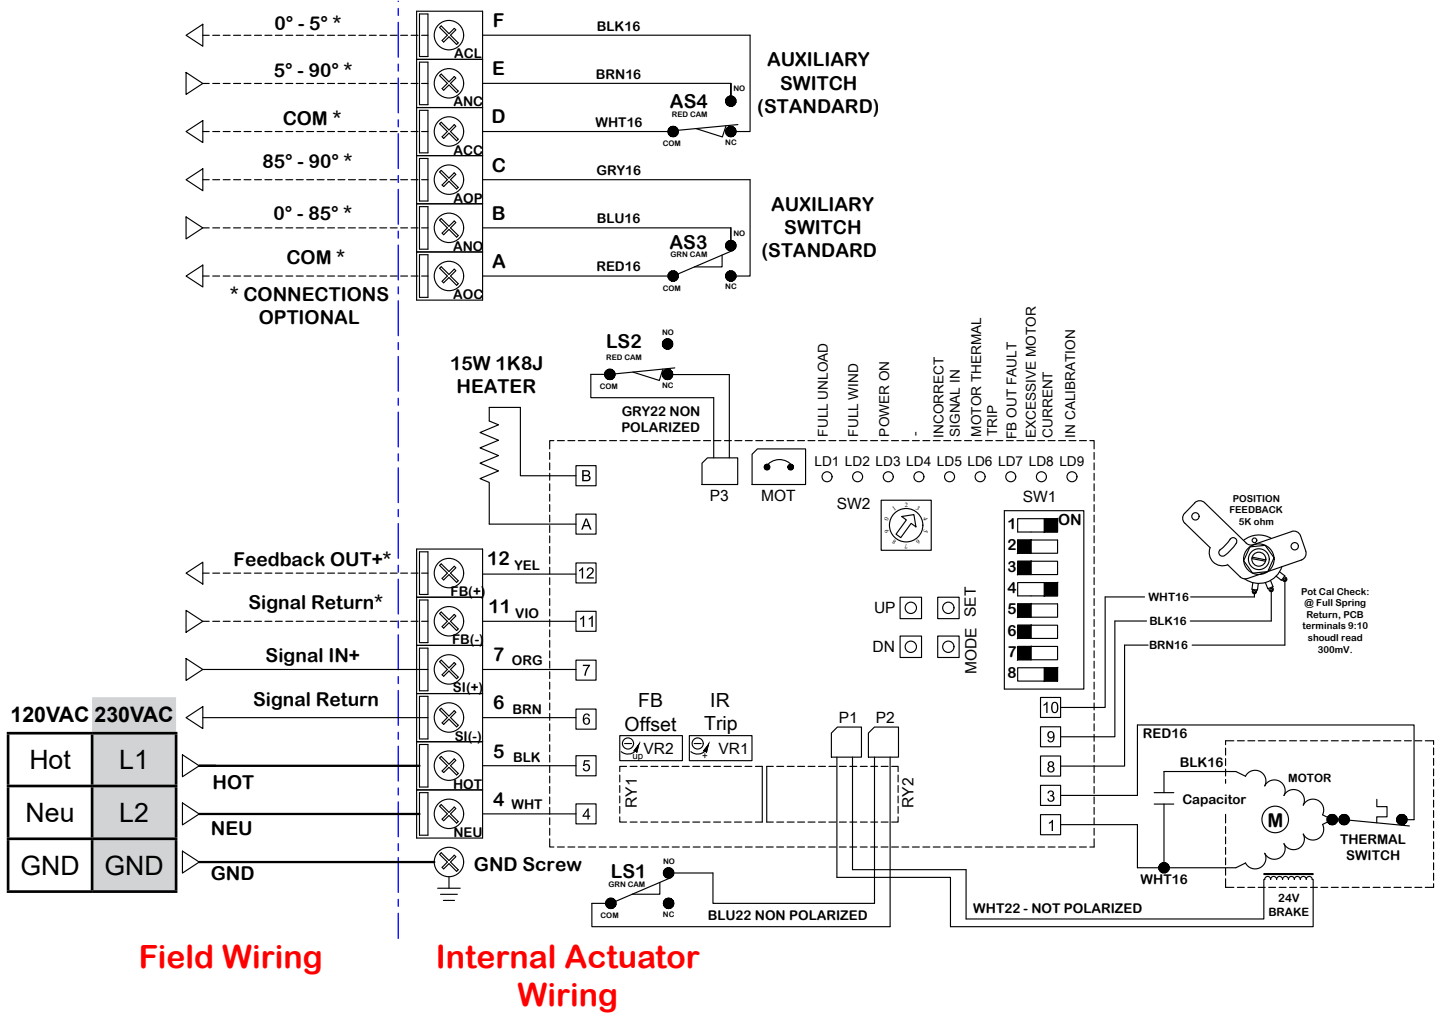 0° - 5° *
F
BLK16
ACL
5° - 90° *
E
BRN16
ANC
NO
AUXILIARY
SWITCH
(STANDARD)
AS4
RED CAM
COM *
D
WHT16
ACC
COM
NC
85° - 90° *
C
GRY16
AOP
0° - 85° *
B
BLU16
ANO
NO
AUXILIARY
SWITCH
(STANDARD
AS3
GRN CAM
COM *
A
RED16
AOC
COM
NC
* CONNECTIONS
OPTIONAL
15W 1K8J
HEATER
LS2
RED CAM
NO
COM
NC
GRY22 NON
POLARIZED
FULL UNLOAD
FULL WIND
POWER ON
-
INCORRECT
SIGNAL IN
MOTOR THERMAL
TRIP
FB OUT FAULT
EXCESSIVE MOTOR
CURRENT
IN CALIBRATION
LD1 LD2 LD3 LD4 LD5 LD6 LD7 LD8 LD9
B
P3
MOT
SW2
SW1
A
1
ON
2
3
4
5
6
7
8
UP
SET
DN
MODE
POSITION
FEEDBACK
5K ohm
Pot Cal Check:
@ Full Spring
Return, PCB
terminals 9:10
shoudl read
300mV.
WHT16
BLK16
BRN16
Feedback OUT+*
12 YEL
12
FB(+)
Signal Return*
11 VIO
11
FB(-)
Signal IN+
7 ORG
7
SI(+)
Signal Return
6 BRN
6
SI(-)
120VAC 230VAC
Hot L1
Neu L2
GND GND
HOT
5 BLK
5
HOT
NEU
4 WHT
4
NEU
GND
GND Screw
FB
Offset
up VR2
IR
Trip
+ VR1
RY1
RY2
P1
P2
10
9
8
3
1
RED16
BLK16
Capacitor
MOTOR
M
THERMAL
SWITCH
WHT16
24V
BRAKE
LS1
GRN CAM
NO
COM
NC
BLU22 NON POLARIZED
WHT22 - NOT POLARIZED
Field Wiring
Internal Actuator
Wiring